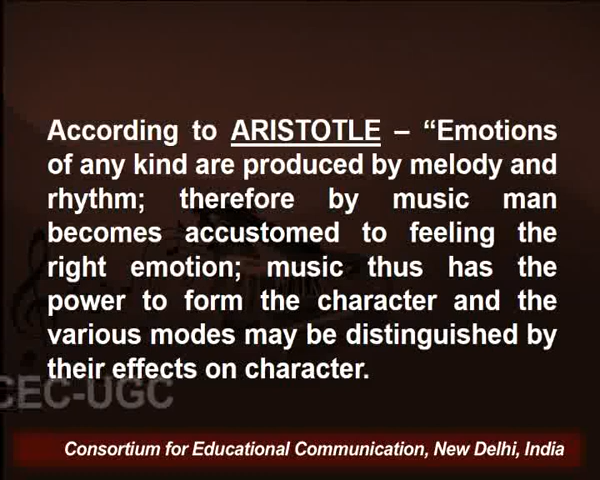 According to ARISTOTLE – “Emotions
of any kind are produced by melody and
rhythm; therefore by music man
becomes accustomed to feeling the
right emotion; music thus has the
power to form the character and the
various modes may be distinguished by
their effects on character.
CEC-UGC
Consortium for Educational Communication, New Delhi, India